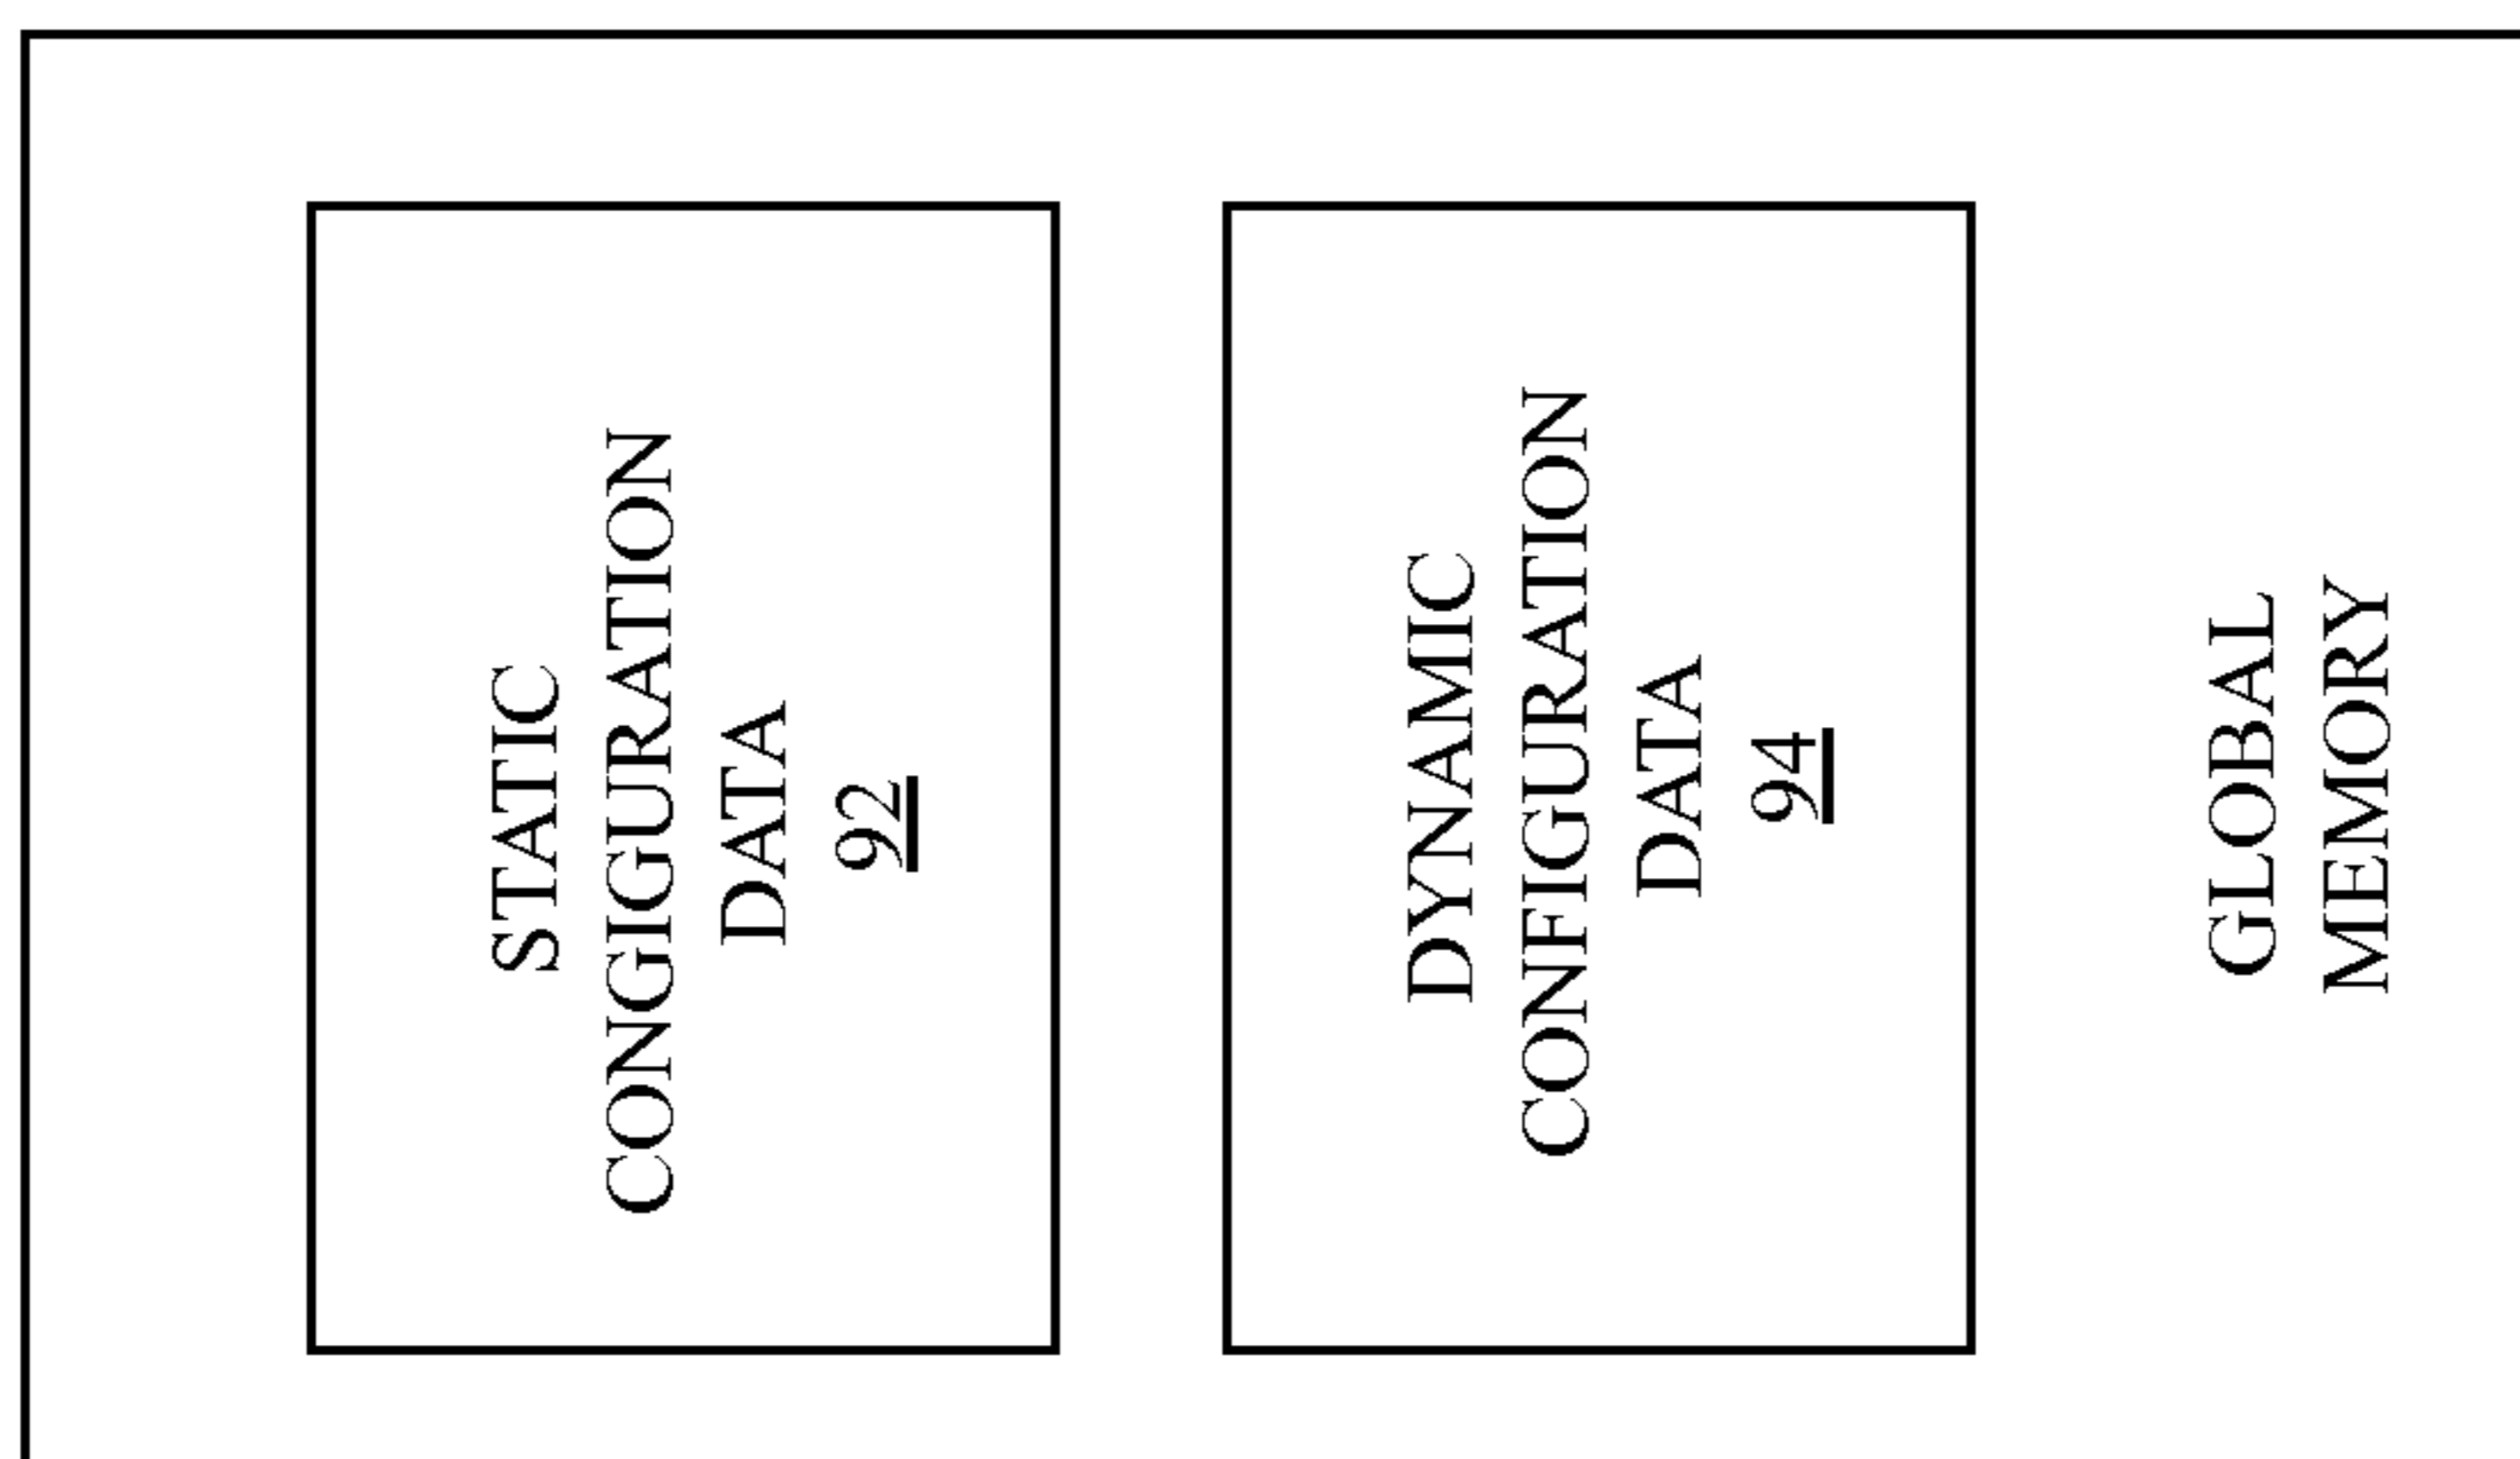 STATIC
CONGIGURATION
DATA
92
DYNAMIC
CONFIGURATION
DATA
94
GLOBAL
MEMORY